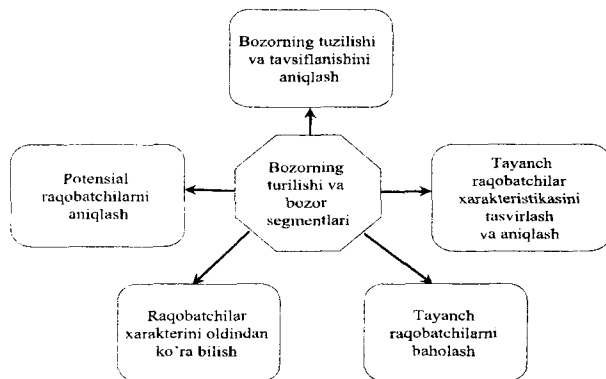 Bozorning tuzilishi
va tavsiflanishini
aniqlash
Potensial
raqobatchilarni
aniqlash
Bozorning
turilishi va
bozor
segmentlari
Tayanch
raqobatchilar
xarakteristikasini
tasvirlash
va aniqlash
Raqobatchilar
xarakterini oldindan
ko'ra bilish
Tayanch
raqobatchilarni
baholash